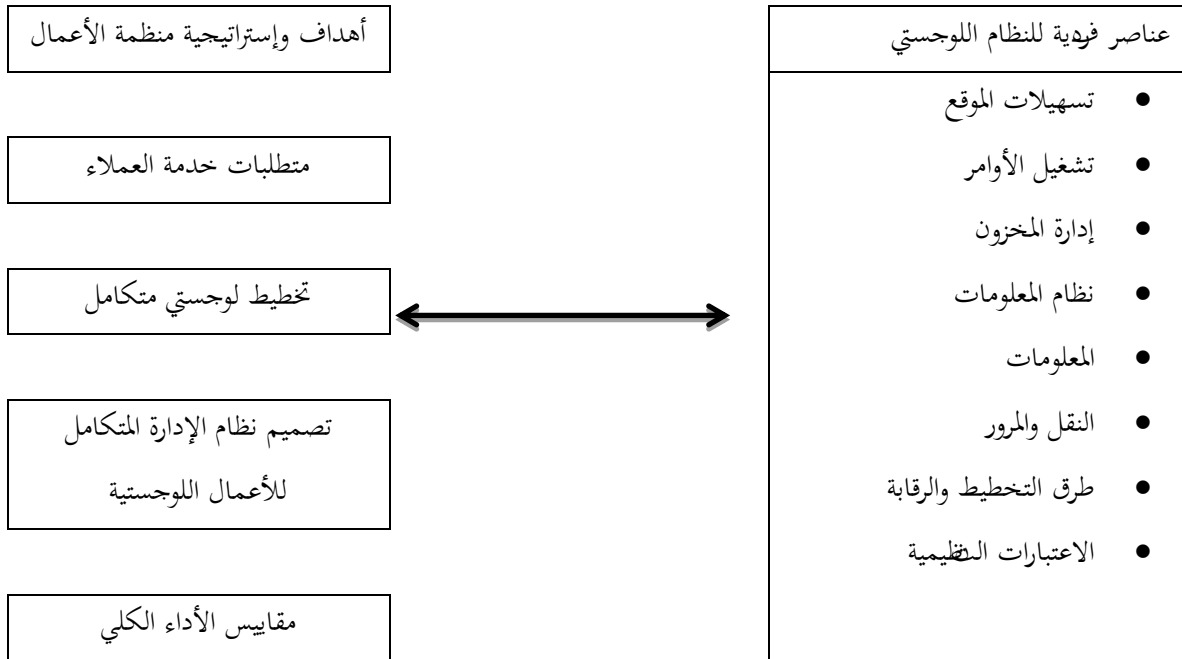 عناصر فردية للنظام اللوجستي
● تسهيلات الموقع
● تشغيل الأوامر
● إدارة المخزون
● نظام المعلومات
● المعلومات
● النقل والمرور
● طرق التخطيط والرقابة
● الاعتبارات التنظيمية
أهداف وإستراتيجية منظمة الأعمال
متطلبات خدمة العملاء
تخطيط لوجستي متكامل
تصميم نظام الإدارة المتكامل
للأعمال اللوجستية
مقاييس الأداء الكلي